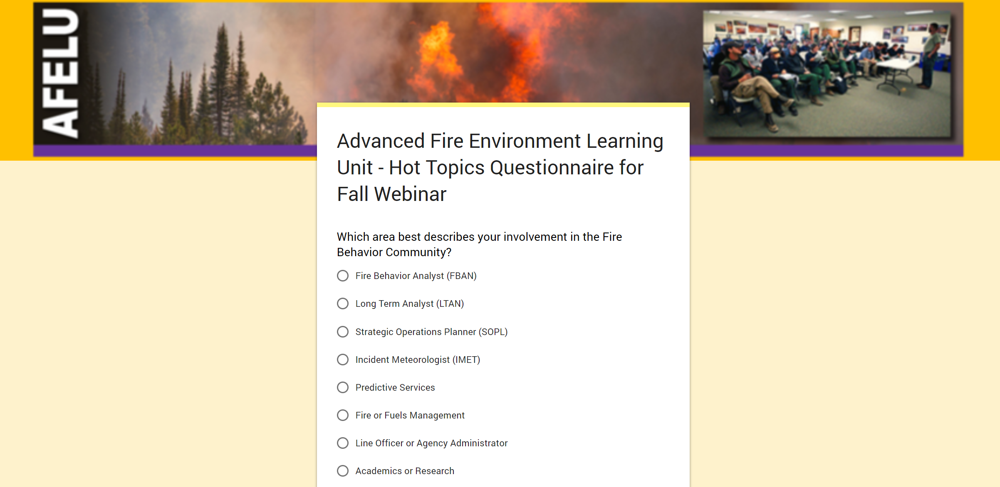 AFELU
Advanced Fire Environment Learning
Unit - Hot Topics Questionnaire for
Fall Webinar
Which area best describes your involvement in the Fire
Behavior Community?
Fire Behavior Analyst (FBAN)
Long Term Analyst (LTAN)
Strategic Operations Planner (SOPL)
Incident Meteorologist (IMET)
Predictive Services
Fire or Fuels Management
Line Officer or Agency Administrator
Academics or Research